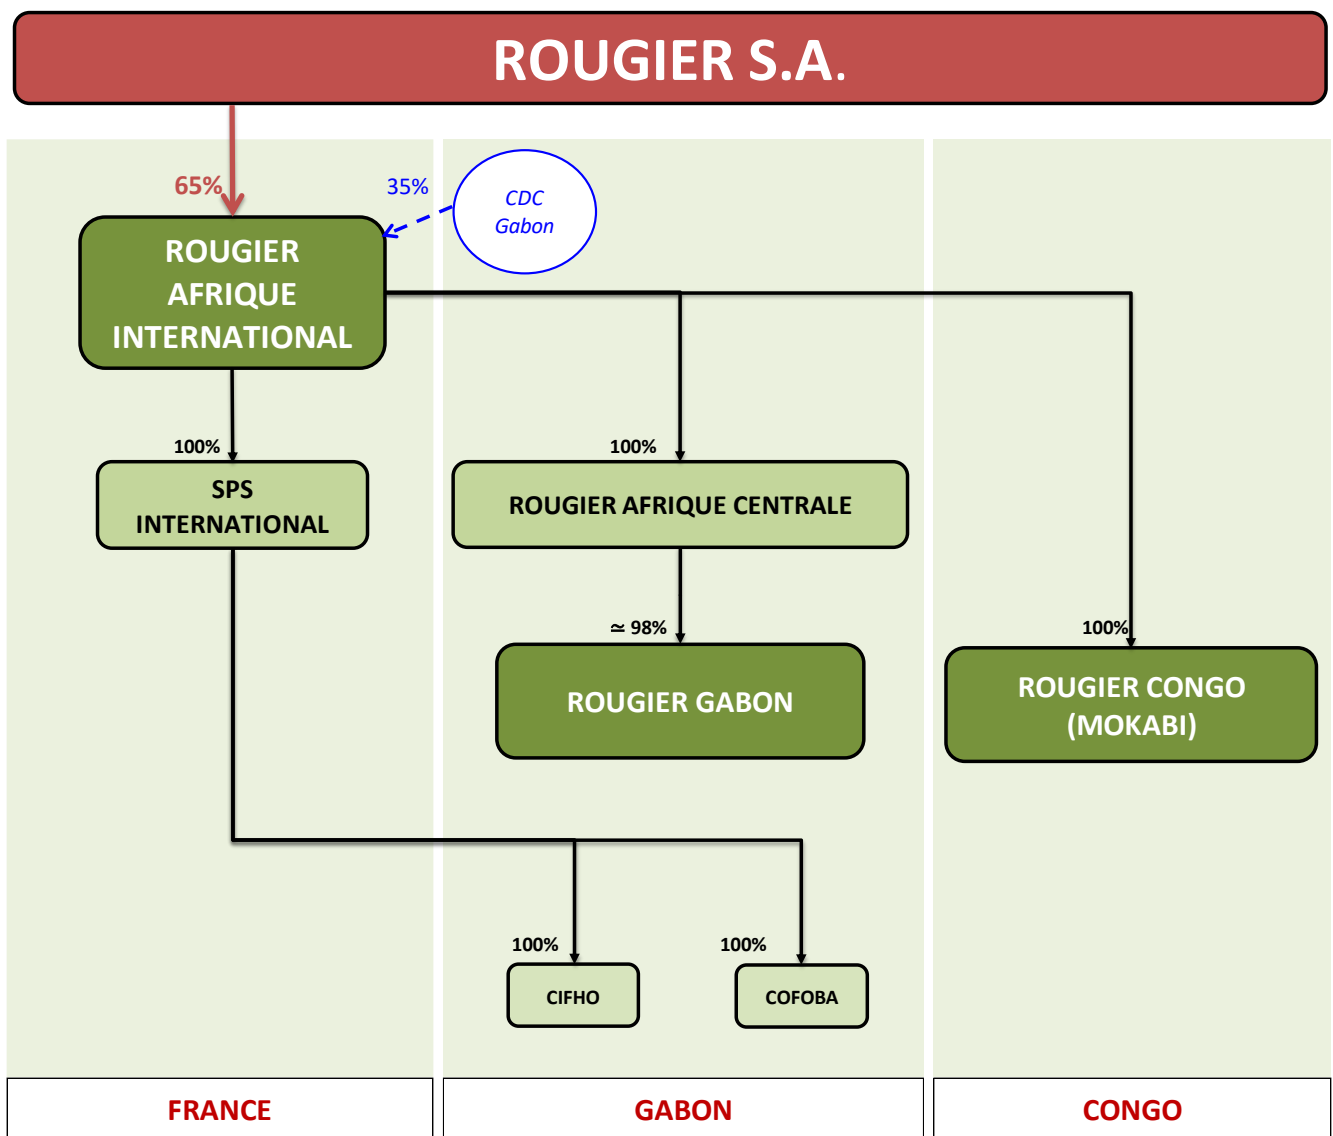 ROUGIER S.A.
65%
35%
CDC
Gabon
ROUGIER
AFRIQUE
INTERNATIONAL
100%
SPS
INTERNATIONAL
100%
ROUGIER AFRIQUE CENTRALE
≃ 98%
ROUGIER GABON
100%
ROUGIER CONGO
(MOKABI)
100%
CIFHO
100%
COFOBA
FRANCE
GABON
CONGO